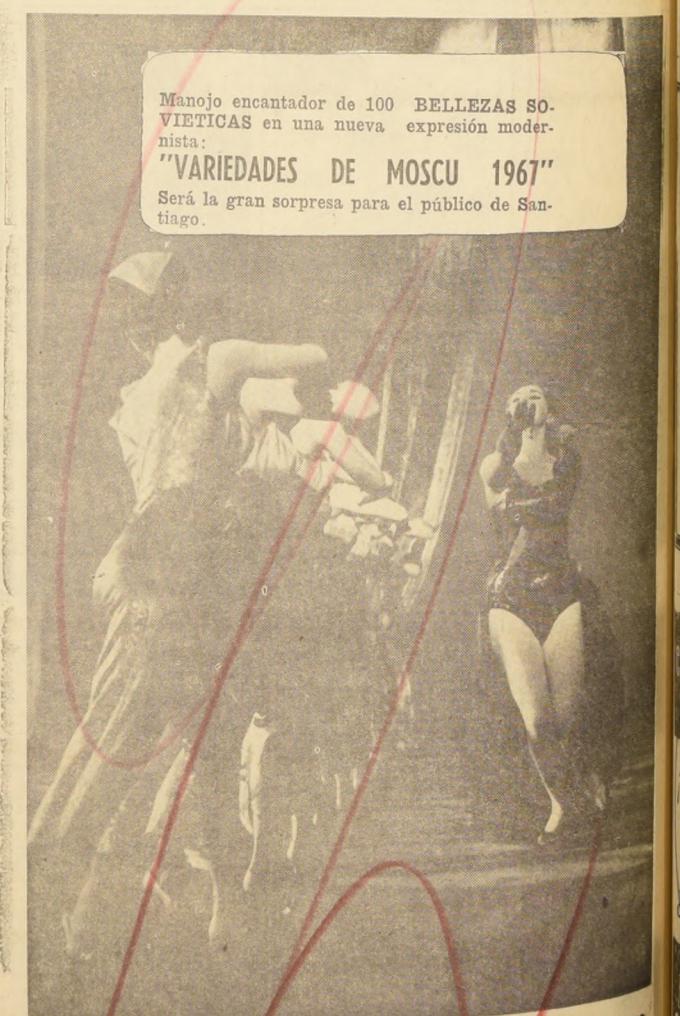 Manojo encantador de 100 BELLEZAS SO-
VIETICAS en una nueva expresión moder-
nista:
"VARIEDADES DE MOSCU 1967"
Será la gran sorpresa para el público de San-
tiago.